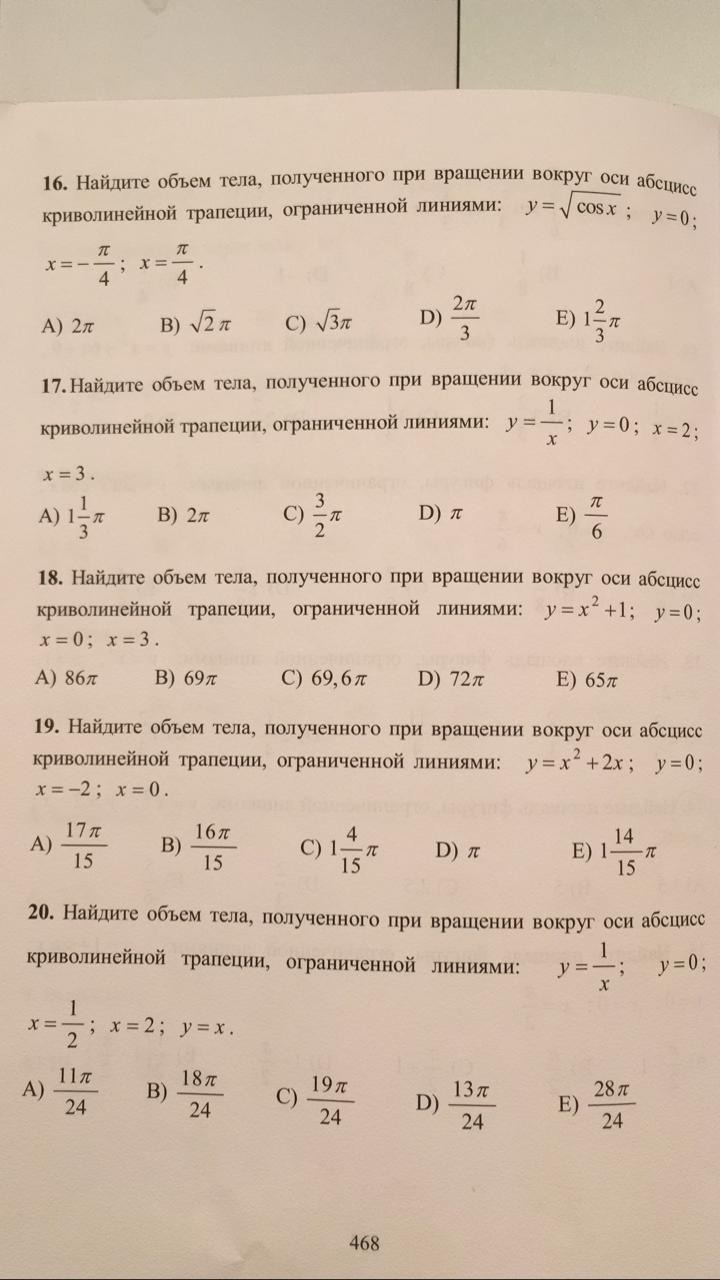 16. Найдите объем тела, полученного при вращении вокруг оси абсцисс
криволинейной трапеции, ограниченной линиями: y = √cos x ; y = 0 ;
x = −π/4 ; x = π/4 .
A) 2π B) √2 π C) √3π D) 2π/3 E) 1 2/3 π
17. Найдите объем тела, полученного при вращении вокруг оси абсцисс
криволинейной трапеции, ограниченной линиями: y = 1/x ; y = 0 ; x = 2 ;
x = 3 .
A) 1 1/3 π B) 2π C) 3/2 π D) π E) π/6
18. Найдите объем тела, полученного при вращении вокруг оси абсцисс
криволинейной трапеции, ограниченной линиями: y = x² + 1; y = 0 ;
x = 0 ; x = 3 .
A) 86π B) 69π C) 69,6π D) 72π E) 65π
19. Найдите объем тела, полученного при вращении вокруг оси абсцисс
криволинейной трапеции, ограниченной линиями: y = x² + 2x ; y = 0 ;
x = −2 ; x = 0 .
A) 17π/15 B) 16π/15 C) 1 4/15 π D) π E) 1 14/15 π
20. Найдите объем тела, полученного при вращении вокруг оси абсцисс
криволинейной трапеции, ограниченной линиями: y = 1/x ; y = 0 ;
x = 1/2 ; x = 2 ; y = x .
A) 11π/24 B) 18π/24 C) 19π/24 D) 13π/24 E) 28π/24
468